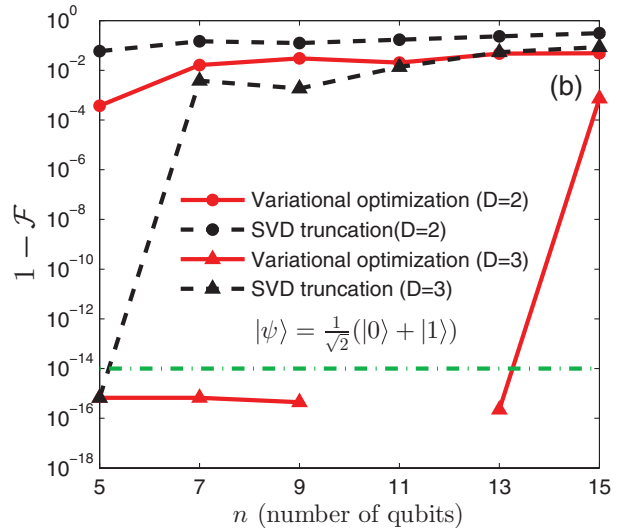 10^0
10^-2
10^-4
10^-6
10^-8
10^-10
10^-12
10^-14
10^-16
10^-18
1 − ℱ
(b)
Variational optimization (D=2)
SVD truncation(D=2)
Variational optimization (D=3)
SVD truncation (D=3)
|ψ⟩ = 1/√2(|0⟩ + |1⟩)
5 7 9 11 13 15
n (number of qubits)